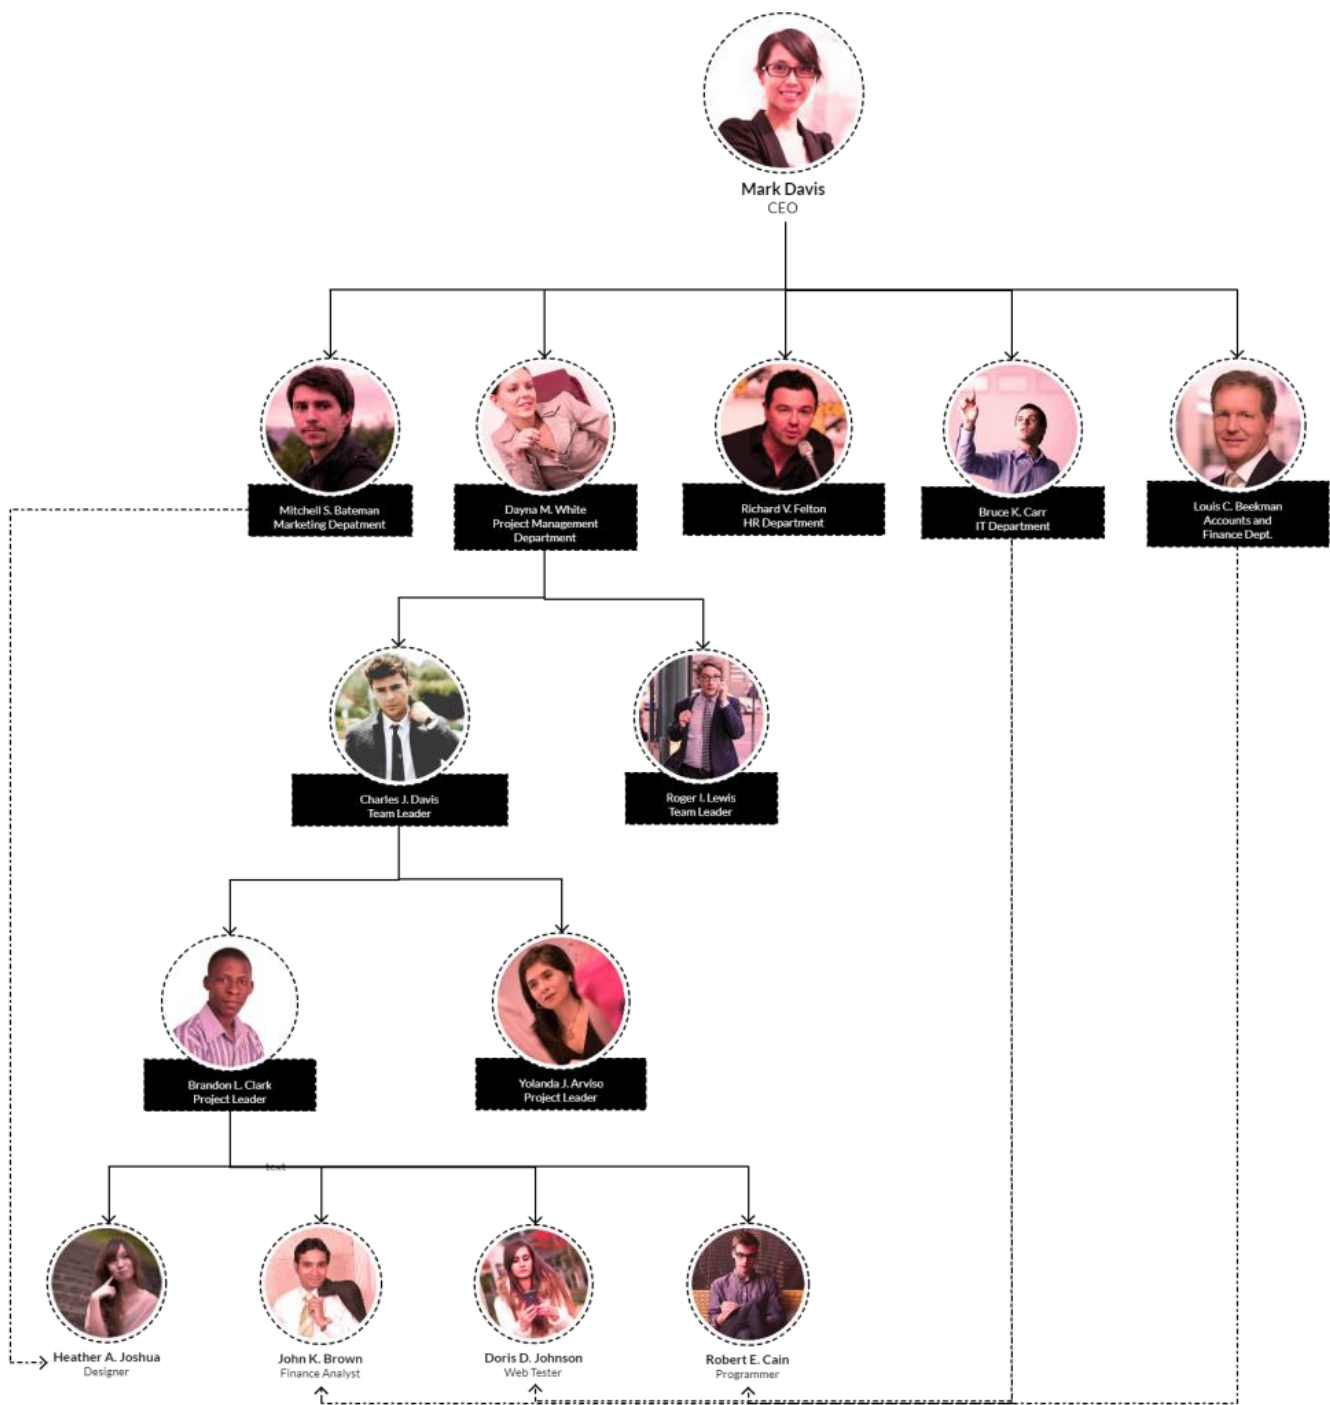 Mark Davis
CEO
Mitchell S. Bateman
Marketing Depatment
Dayna M. White
Project Management
Department
Richard V. Felton
HR Department
Bruce K. Carr
IT Department
Louis C. Beekman
Accounts and
Finance Dept.
Charles J. Davis
Team Leader
Roger I. Lewis
Team Leader
Brandon L. Clark
Project Leader
Yolanda J. Arviso
Project Leader
text
Heather A. Joshua
Designer
John K. Brown
Finance Analyst
Doris D. Johnson
Web Tester
Robert E. Cain
Programmer